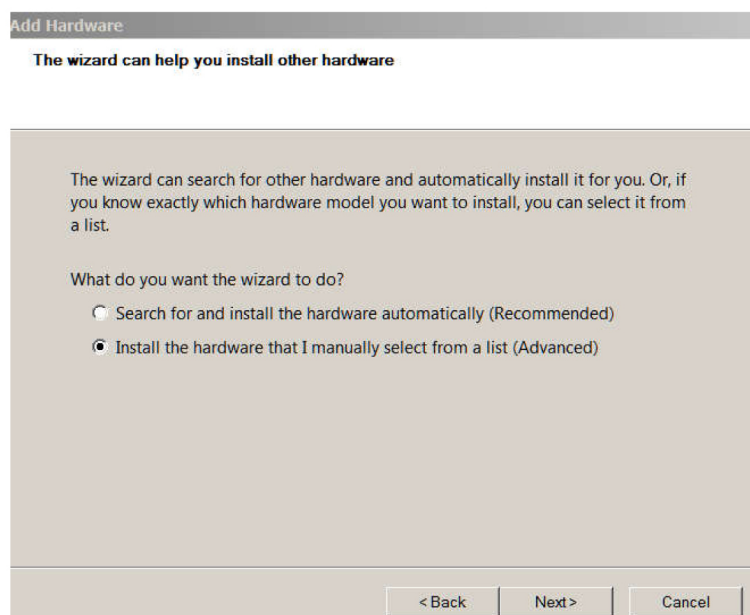 Add Hardware
The wizard can help you install other hardware
The wizard can search for other hardware and automatically install it for you. Or, if
you know exactly which hardware model you want to install, you can select it from
a list.
What do you want the wizard to do?
Search for and install the hardware automatically (Recommended)
Install the hardware that I manually select from a list (Advanced)
< Back Next > Cancel